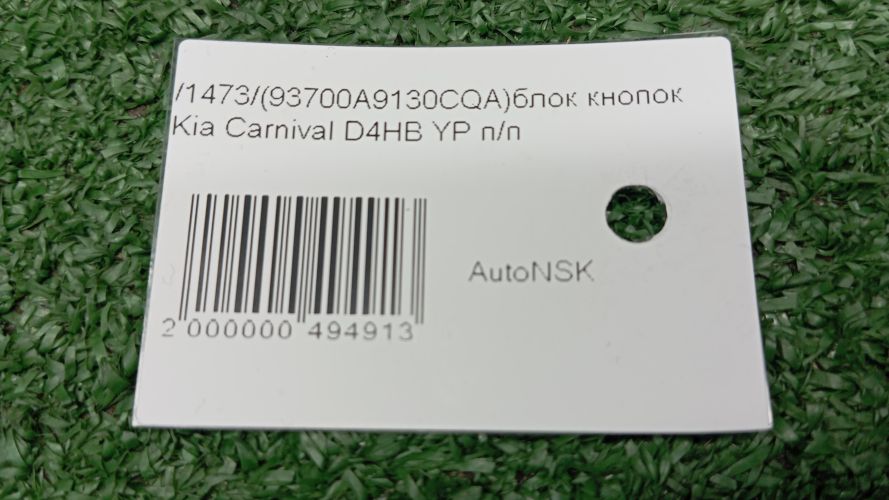 /1473/(93700A9130CQA)блок кнопок
Kia Carnival D4HB YP п/п
AutoNSK
2 000000 494913